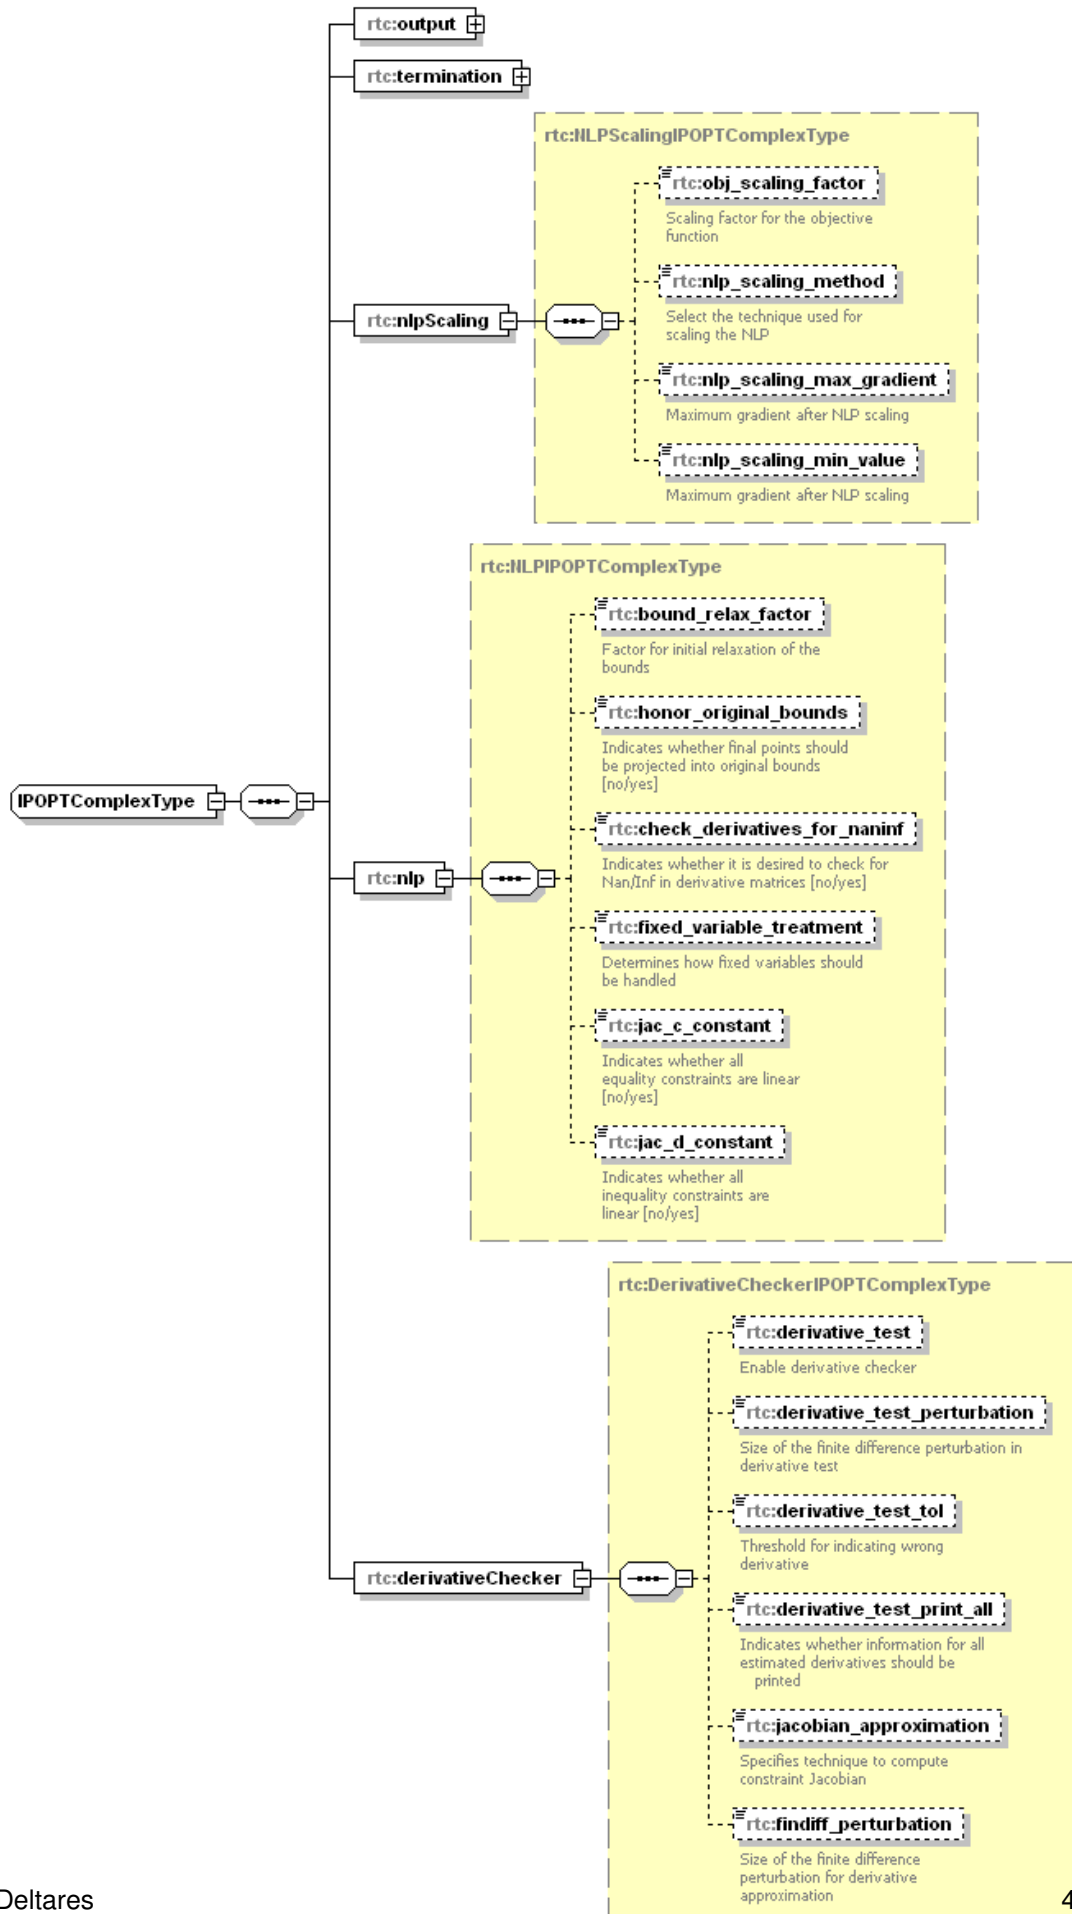 rtc:output
rtc:termination
rtc:NLPScalingIPOPTComplexType
rtc:obj_scaling_factor
Scaling factor for the objective
function
rtc:nlp_scaling_method
Select the technique used for
scaling the NLP
rtc:nlpScaling
rtc:nlp_scaling_max_gradient
Maximum gradient after NLP scaling
rtc:nlp_scaling_min_value
Maximum gradient after NLP scaling
rtc:NLPIPOPTComplexType
rtc:bound_relax_factor
Factor for initial relaxation of the
bounds
rtc:honor_original_bounds
Indicates whether final points should
be projected into original bounds
[no/yes]
IPOPTComplexType
rtc:check_derivatives_for_naninf
Indicates whether it is desired to check for
Nan/Inf in derivative matrices [no/yes]
rtc:nlp
rtc:fixed_variable_treatment
Determines how fixed variables should
be handled
rtc:jac_c_constant
Indicates whether all
equality constraints are linear
[no/yes]
rtc:jac_d_constant
Indicates whether all
inequality constraints are
linear [no/yes]
rtc:DerivativeCheckerIPOPTComplexType
rtc:derivative_test
Enable derivative checker
rtc:derivative_test_perturbation
Size of the finite difference perturbation in
derivative test
rtc:derivative_test_tol
Threshold for indicating wrong
derivative
rtc:derivativeChecker
rtc:derivative_test_print_all
Indicates whether information for all
estimated derivatives should be
printed
rtc:jacobian_approximation
Specifies technique to compute
constraint Jacobian
rtc:findiff_perturbation
Size of the finite difference
perturbation for derivative
approximation
Deltares
4